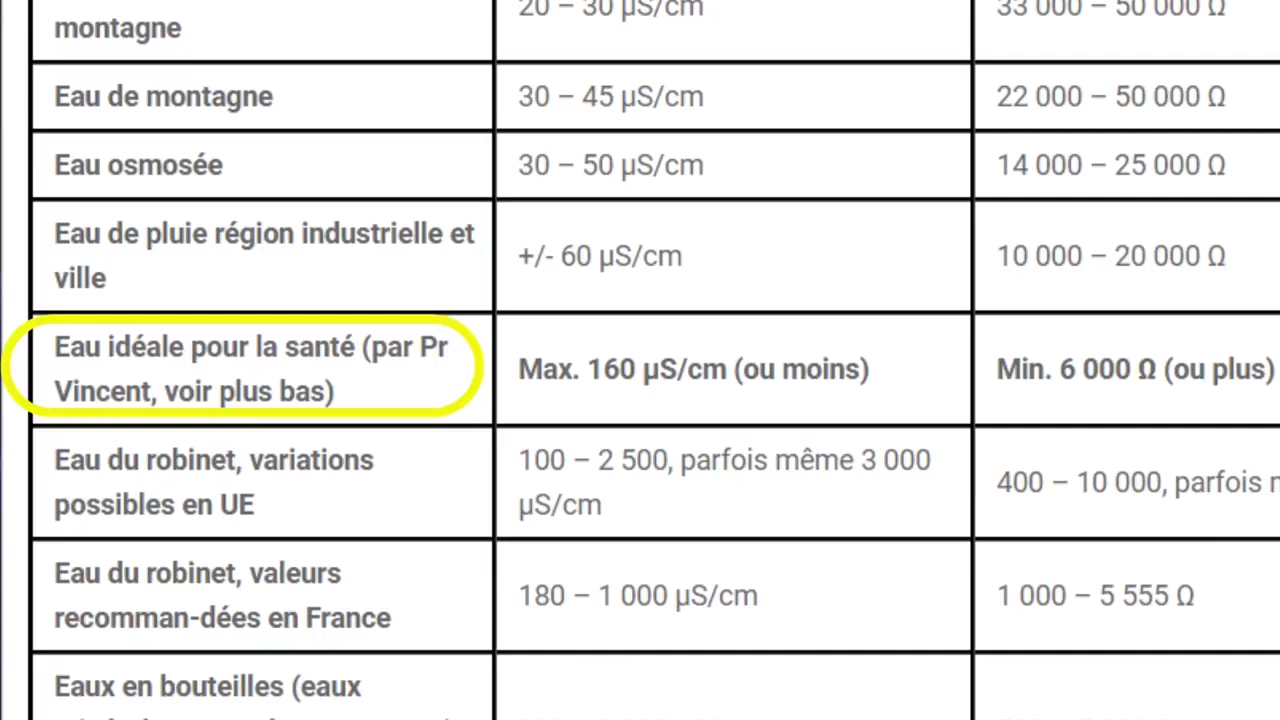 20 – 30 µS/cm
33 000 – 50 000 Ω
montagne
Eau de montagne
30 – 45 µS/cm
22 000 – 50 000 Ω
Eau osmosée
30 – 50 µS/cm
14 000 – 25 000 Ω
Eau de pluie région industrielle et
ville
+/- 60 µS/cm
10 000 – 20 000 Ω
Eau idéale pour la santé (par Pr
Vincent, voir plus bas)
Max. 160 µS/cm (ou moins)
Min. 6 000 Ω (ou plus)
Eau du robinet, variations
possibles en UE
100 – 2 500, parfois même 3 000
µS/cm
400 – 10 000, parfois
Eau du robinet, valeurs
recomman-dées en France
180 – 1 000 µS/cm
1 000 – 5 555 Ω
Eaux en bouteilles (eaux